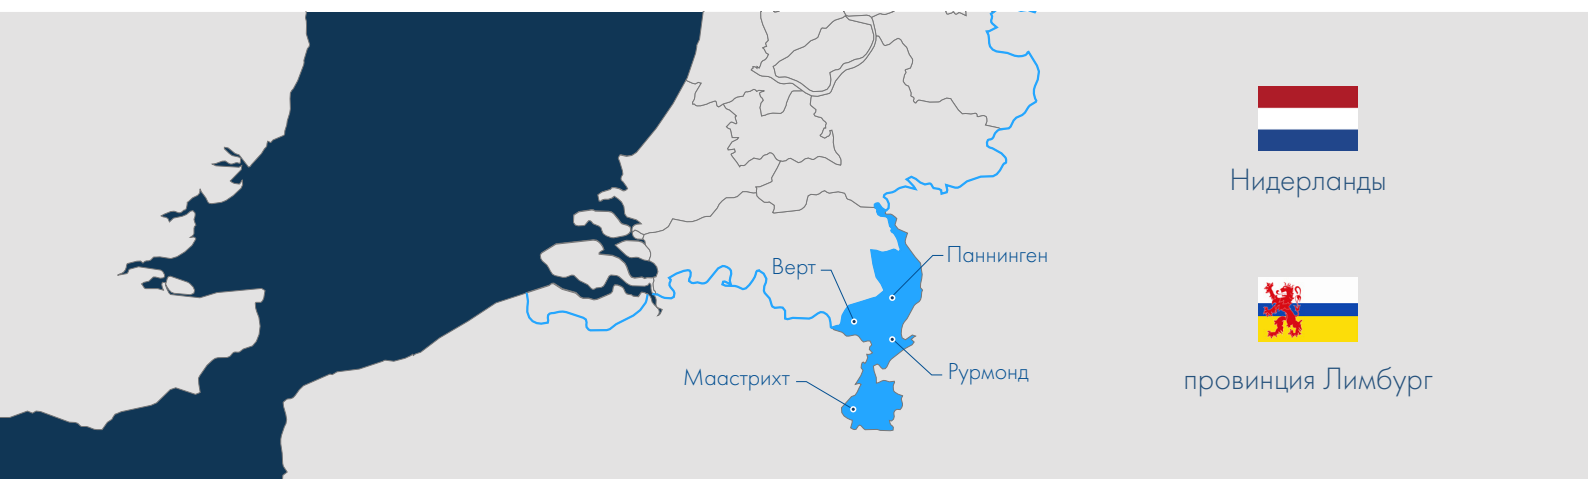 Нидерланды
Паннинген
Верт
Рурмонд
Маастрихт
провинция Лимбург